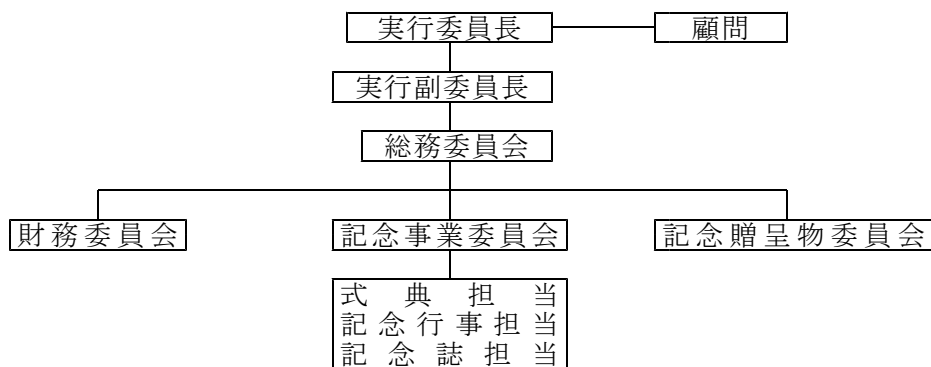 実行委員長
顧問
実行副委員長
総務委員会
財務委員会
記念事業委員会
記念贈呈物委員会
式典担当
記念行事担当
記念誌担当